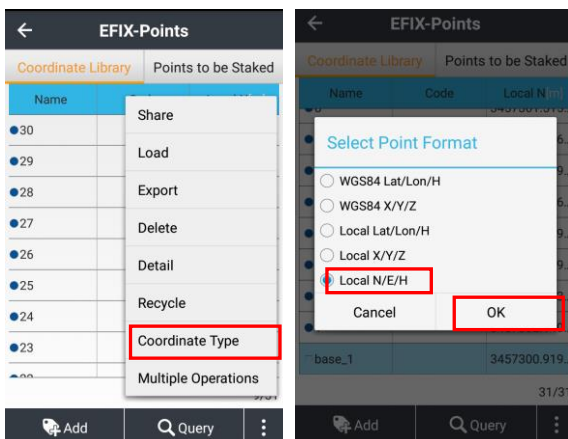 EFIX-Points
Coordinate Library Points to be Staked
Name
30
29
28
27
26
25
24
23
Share
Load
Export
Delete
Detail
Recycle
Coordinate Type
Multiple Operations
Add Query
EFIX-Points
Coordinate Library Points to be Staked
Name Code Local N[m]
Select Point Format
WGS84 Lat/Lon/H
WGS84 X/Y/Z
Local Lat/Lon/H
Local X/Y/Z
Local N/E/H
Cancel OK
base_1 3457300.919...
31/31
Add Query